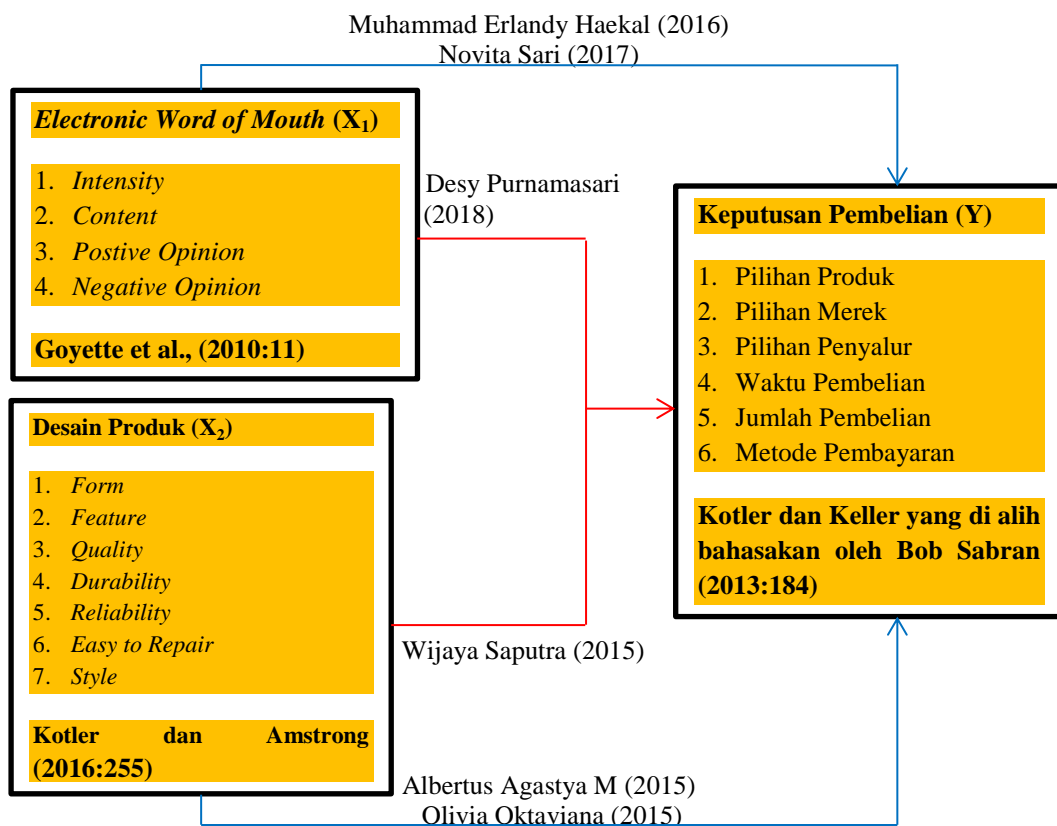 Muhammad Erlandy Haekal (2016)
Novita Sari (2017)
Electronic Word of Mouth (X₁)
1. Intensity
2. Content
3. Postive Opinion
4. Negative Opinion
Goyette et al., (2010:11)
Desy Purnamasari
(2018)
Keputusan Pembelian (Y)
1. Pilihan Produk
2. Pilihan Merek
3. Pilihan Penyalur
4. Waktu Pembelian
5. Jumlah Pembelian
6. Metode Pembayaran
Kotler dan Keller yang di alih
bahasakan oleh Bob Sabran
(2013:184)
Desain Produk (X₂)
1. Form
2. Feature
3. Quality
4. Durability
5. Reliability
6. Easy to Repair
7. Style
Kotler dan Amstrong
(2016:255)
Wijaya Saputra (2015)
Albertus Agastya M (2015)
Olivia Oktaviana (2015)